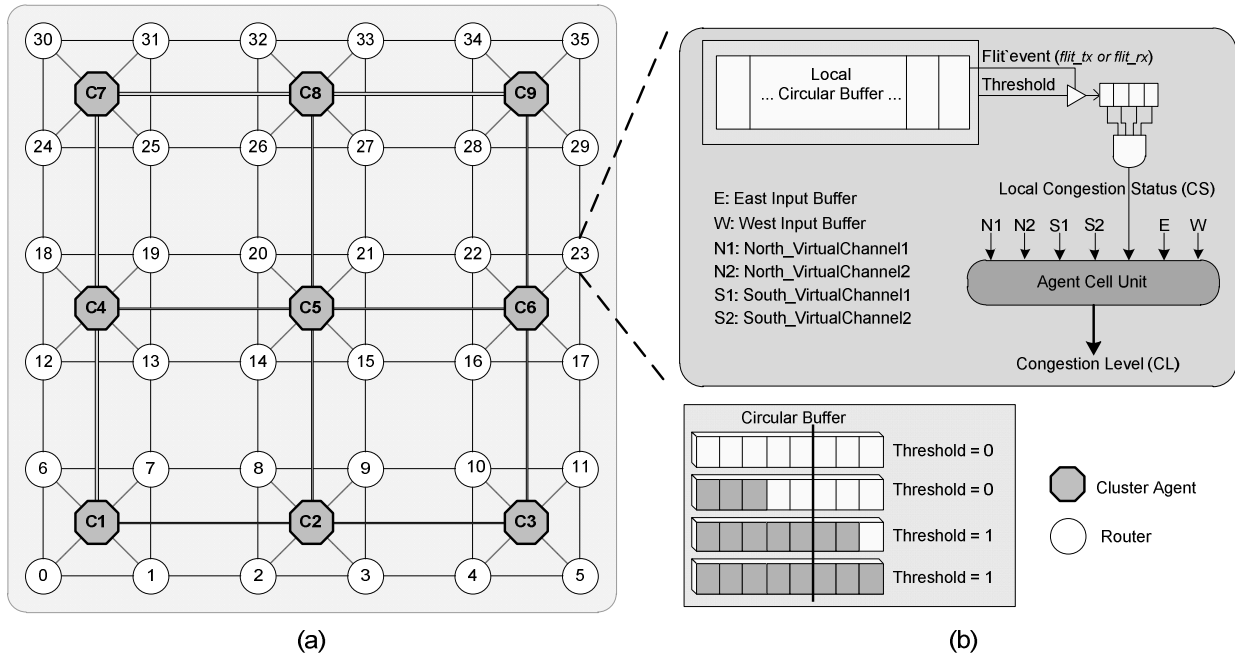 30 31 32 33 34 35
C7 C8 C9
24 25 26 27 28 29
18 19 20 21 22 23
C4 C5 C6
12 13 14 15 16 17
6 7 8 9 10 11
C1 C2 C3
0 1 2 3 4 5
(a)
Local
... Circular Buffer ...
Flit`event (flit_tx or flit_rx)
Threshold
Local Congestion Status (CS)
E: East Input Buffer
W: West Input Buffer
N1: North_VirtualChannel1
N2: North_VirtualChannel2
S1: South_VirtualChannel1
S2: South_VirtualChannel2
N1 N2 S1 S2 E W
Agent Cell Unit
Congestion Level (CL)
Circular Buffer
Threshold = 0
Threshold = 0
Threshold = 1
Threshold = 1
Cluster Agent
Router
(b)